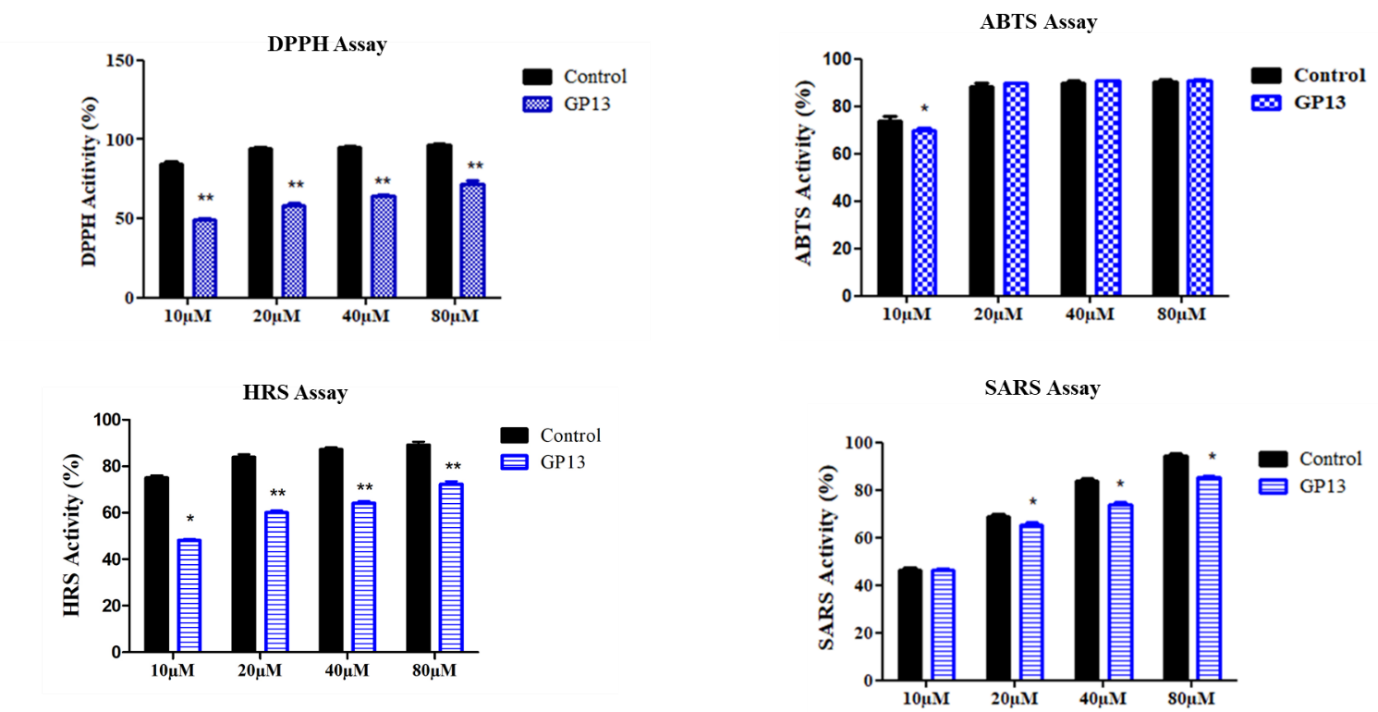 DPPH Assay
150
100
50
0
DPPH Acitivity (%)
**
**
**
**
10µM 20µM 40µM 80µM
Control
GP13
ABTS Assay
100
80
60
40
20
0
ABTS Activity (%)
*
10µM 20µM 40µM 80µM
Control
GP13
HRS Assay
100
80
60
40
20
0
HRS Activity (%)
*
**
**
**
10µM 20µM 40µM 80µM
Control
GP13
SARS Assay
100
80
60
40
20
0
SARS Activity (%)
*
*
*
10µM 20µM 40µM 80µM
Control
GP13